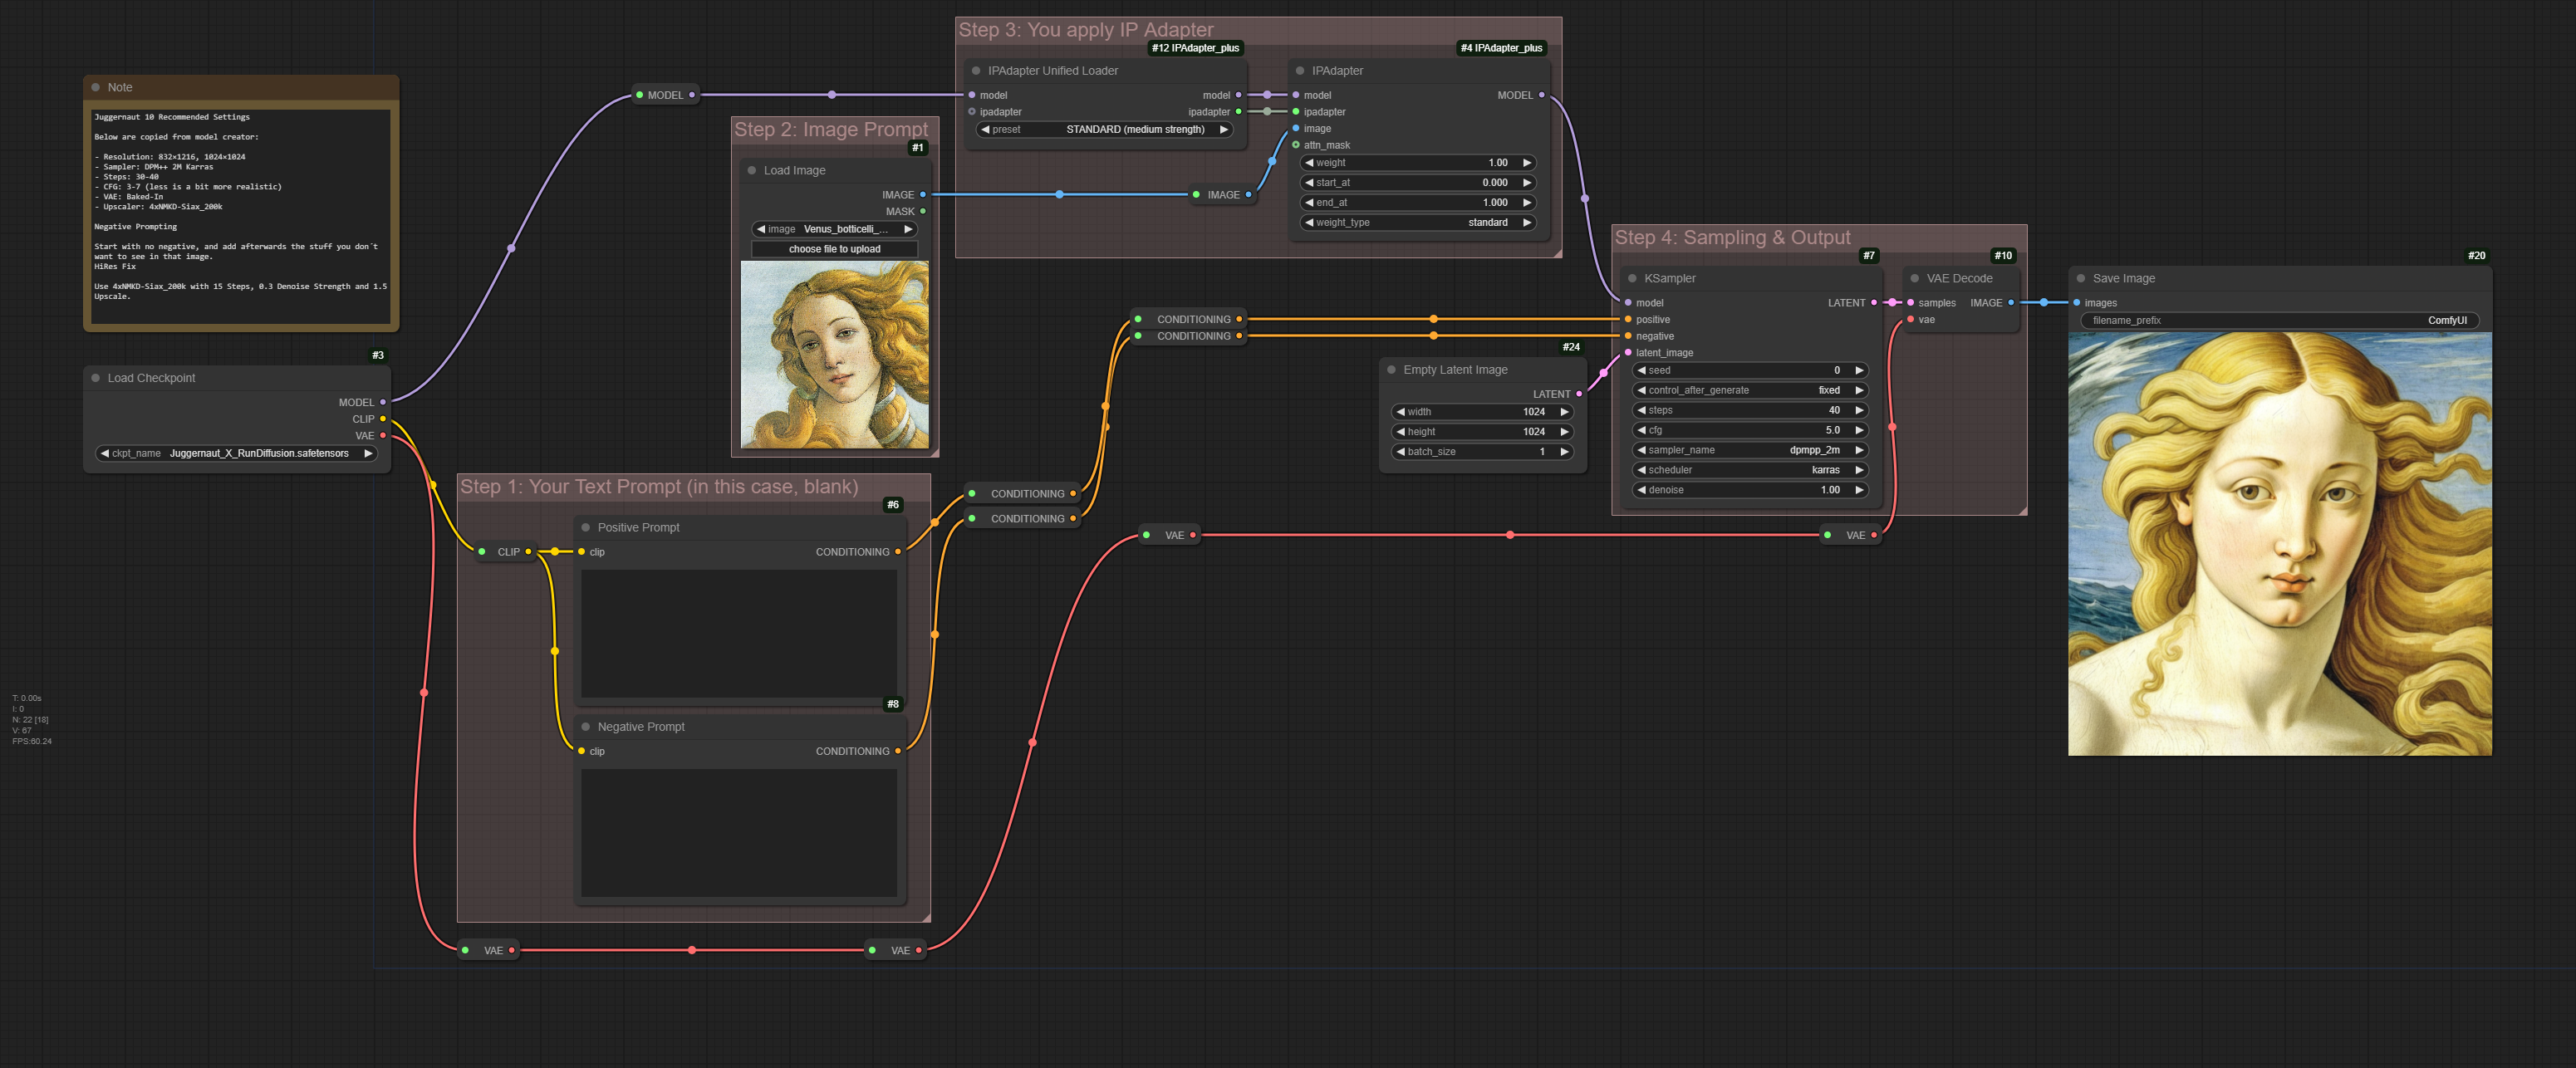 Note
Juggernaut 10 Recommended Settings
Below are copied from model creator:
- Resolution: 832×1216, 1024×1024
- Sampler: DPM++ 2M Karras
- Steps: 30-40
- CFG: 3-7 (less is a bit more realistic)
- VAE: Baked-In
- Upscaler: 4xNMKD-Siax_200k
Negative Prompting
Start with no negative, and add afterwards the stuff you don´t
want to see in that image.
HiRes Fix
Use 4xNMKD-Siax_200k with 15 Steps, 0.3 Denoise Strength and 1.5
Upscale.
#3
Load Checkpoint
MODEL
CLIP
VAE
ckpt_name Juggernaut_X_RunDiffusion.safetensors
MODEL
Step 1: Your Text Prompt (in this case, blank)
#6
CLIP
Positive Prompt
clip CONDITIONING
#8
Negative Prompt
clip CONDITIONING
VAE
VAE
Step 2: Image Prompt
#1
Load Image
IMAGE
MASK
image Venus_botticelli_...
choose file to upload
Step 3: You apply IP Adapter
#12 IPAdapter_plus
IPAdapter Unified Loader
model model
ipadapter ipadapter
preset STANDARD (medium strength)
IMAGE
#4 IPAdapter_plus
IPAdapter
model MODEL
ipadapter
image
attn_mask
weight 1.00
start_at 0.000
end_at 1.000
weight_type standard
CONDITIONING
CONDITIONING
CONDITIONING
CONDITIONING
VAE
VAE
#24
Empty Latent Image
LATENT
width 1024
height 1024
batch_size 1
Step 4: Sampling & Output
#7
KSampler
model LATENT
positive
negative
latent_image
seed 0
control_after_generate fixed
steps 40
cfg 5.0
sampler_name dpmpp_2m
scheduler karras
denoise 1.00
#10
VAE Decode
samples IMAGE
vae
#20
Save Image
images
filename_prefix ComfyUI
T: 0.00s
I: 0
N: 22 [18]
V: 67
FPS:60.24